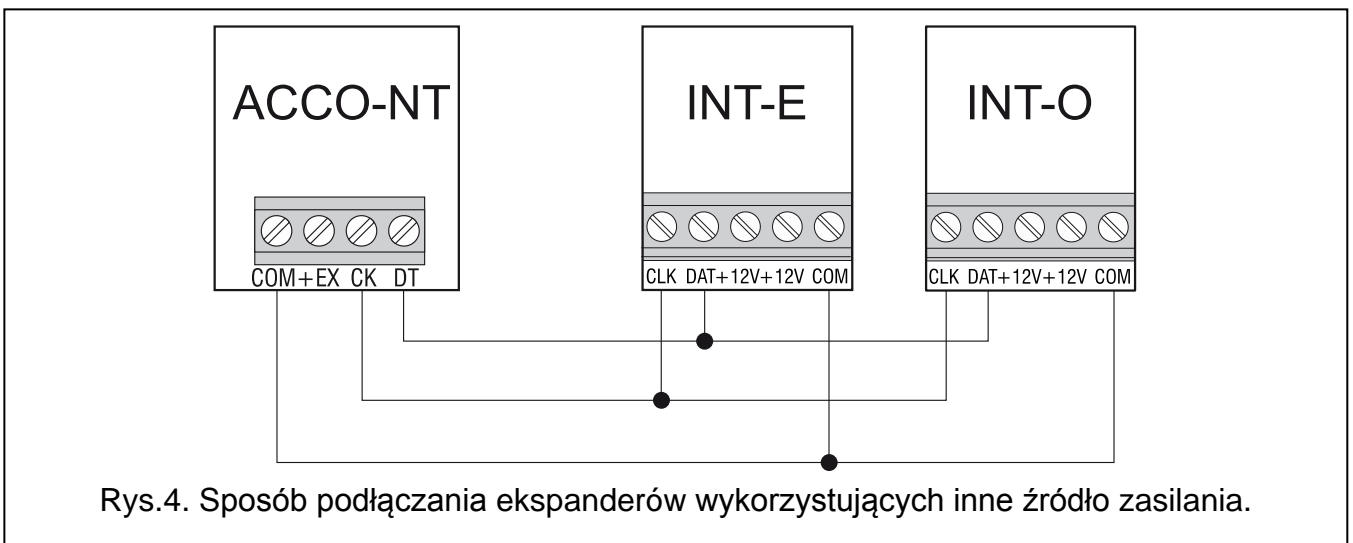 ACCO-NT
INT-E
INT-O
COM +EX CK DT
CLK DAT +12V +12V COM
CLK DAT +12V +12V COM
Rys.4. Sposób podłączania ekspanderów wykorzystujących inne źródło zasilania.